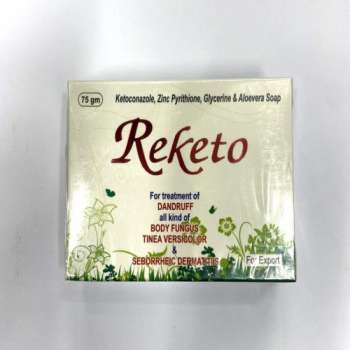 75 gm
Ketoconazole, Zinc Pyrithione, Glycerine & Aloevera Soap
Reketo
For treatment of
DANDRUFF
all kind of
BODY FUNGUS
TINEA VERSICOLOR
&
SEBORRHEIC DERMATITIS
For Export